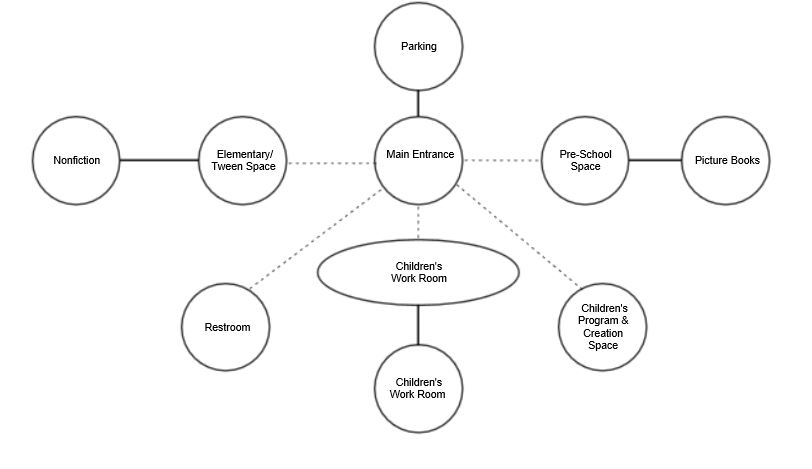 Parking
Nonfiction
Elementary/
Tween Space
Main Entrance
Pre-School
Space
Picture Books
Children's
Work Room
Restroom
Children's
Program &
Creation
Space
Children's
Work Room